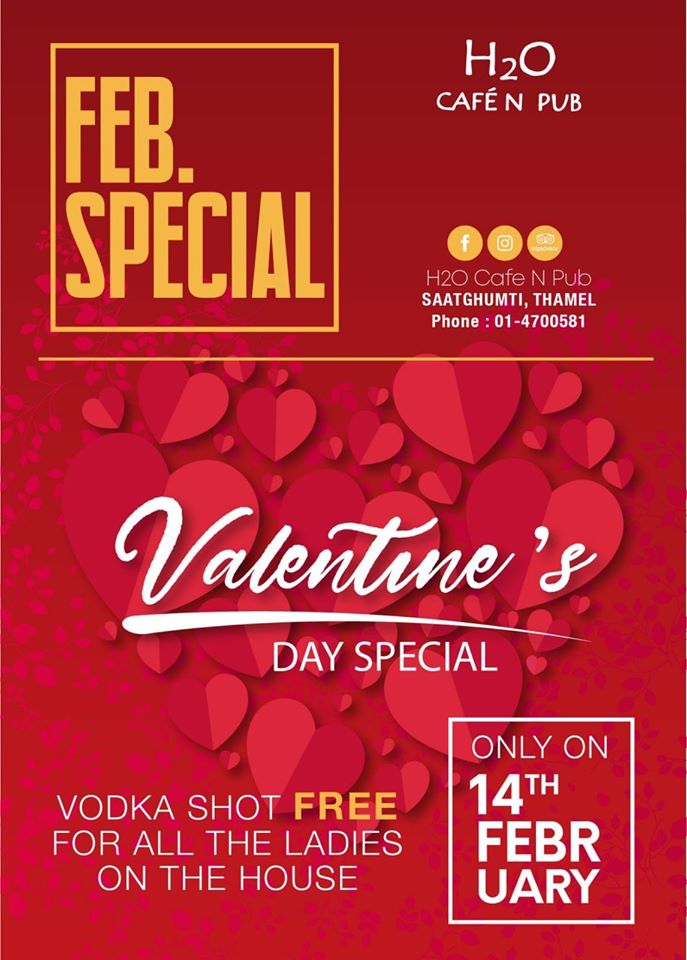 FEB.
SPECIAL
H2O
CAFÉ N PUB
f
tripadvisor
H2O Cafe N Pub
SAATGHUMTI, THAMEL
Phone : 01-4700581
Valentine's
DAY SPECIAL
VODKA SHOT FREE
FOR ALL THE LADIES
ON THE HOUSE
ONLY ON
14TH
FEBR
UARY